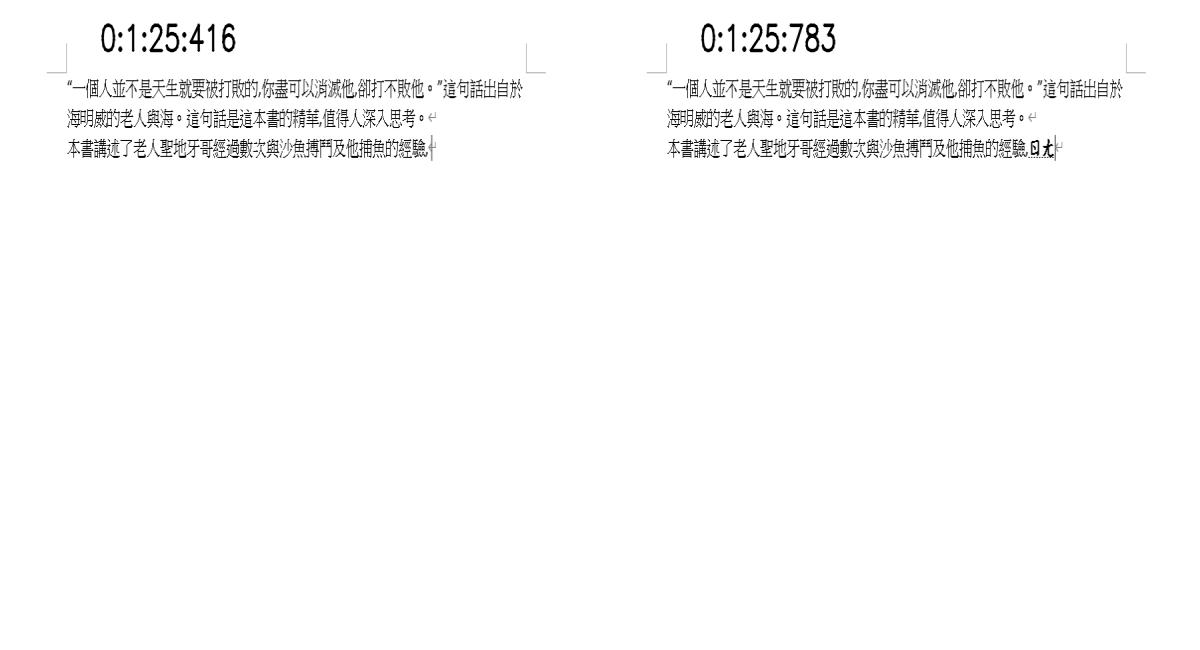 0:1:25:416
“一個人並不是天生就要被打敗的,你盡可以消滅他,卻打不敗他。”這句話出自於
海明威的老人與海。這句話是這本書的精華,值得人深入思考。
本書講述了老人聖地牙哥經過數次與沙魚搏鬥及他捕魚的經驗,
0:1:25:783
“一個人並不是天生就要被打敗的,你盡可以消滅他,卻打不敗他。”這句話出自於
海明威的老人與海。這句話是這本書的精華,值得人深入思考。
本書講述了老人聖地牙哥經過數次與沙魚搏鬥及他捕魚的經驗,日尢